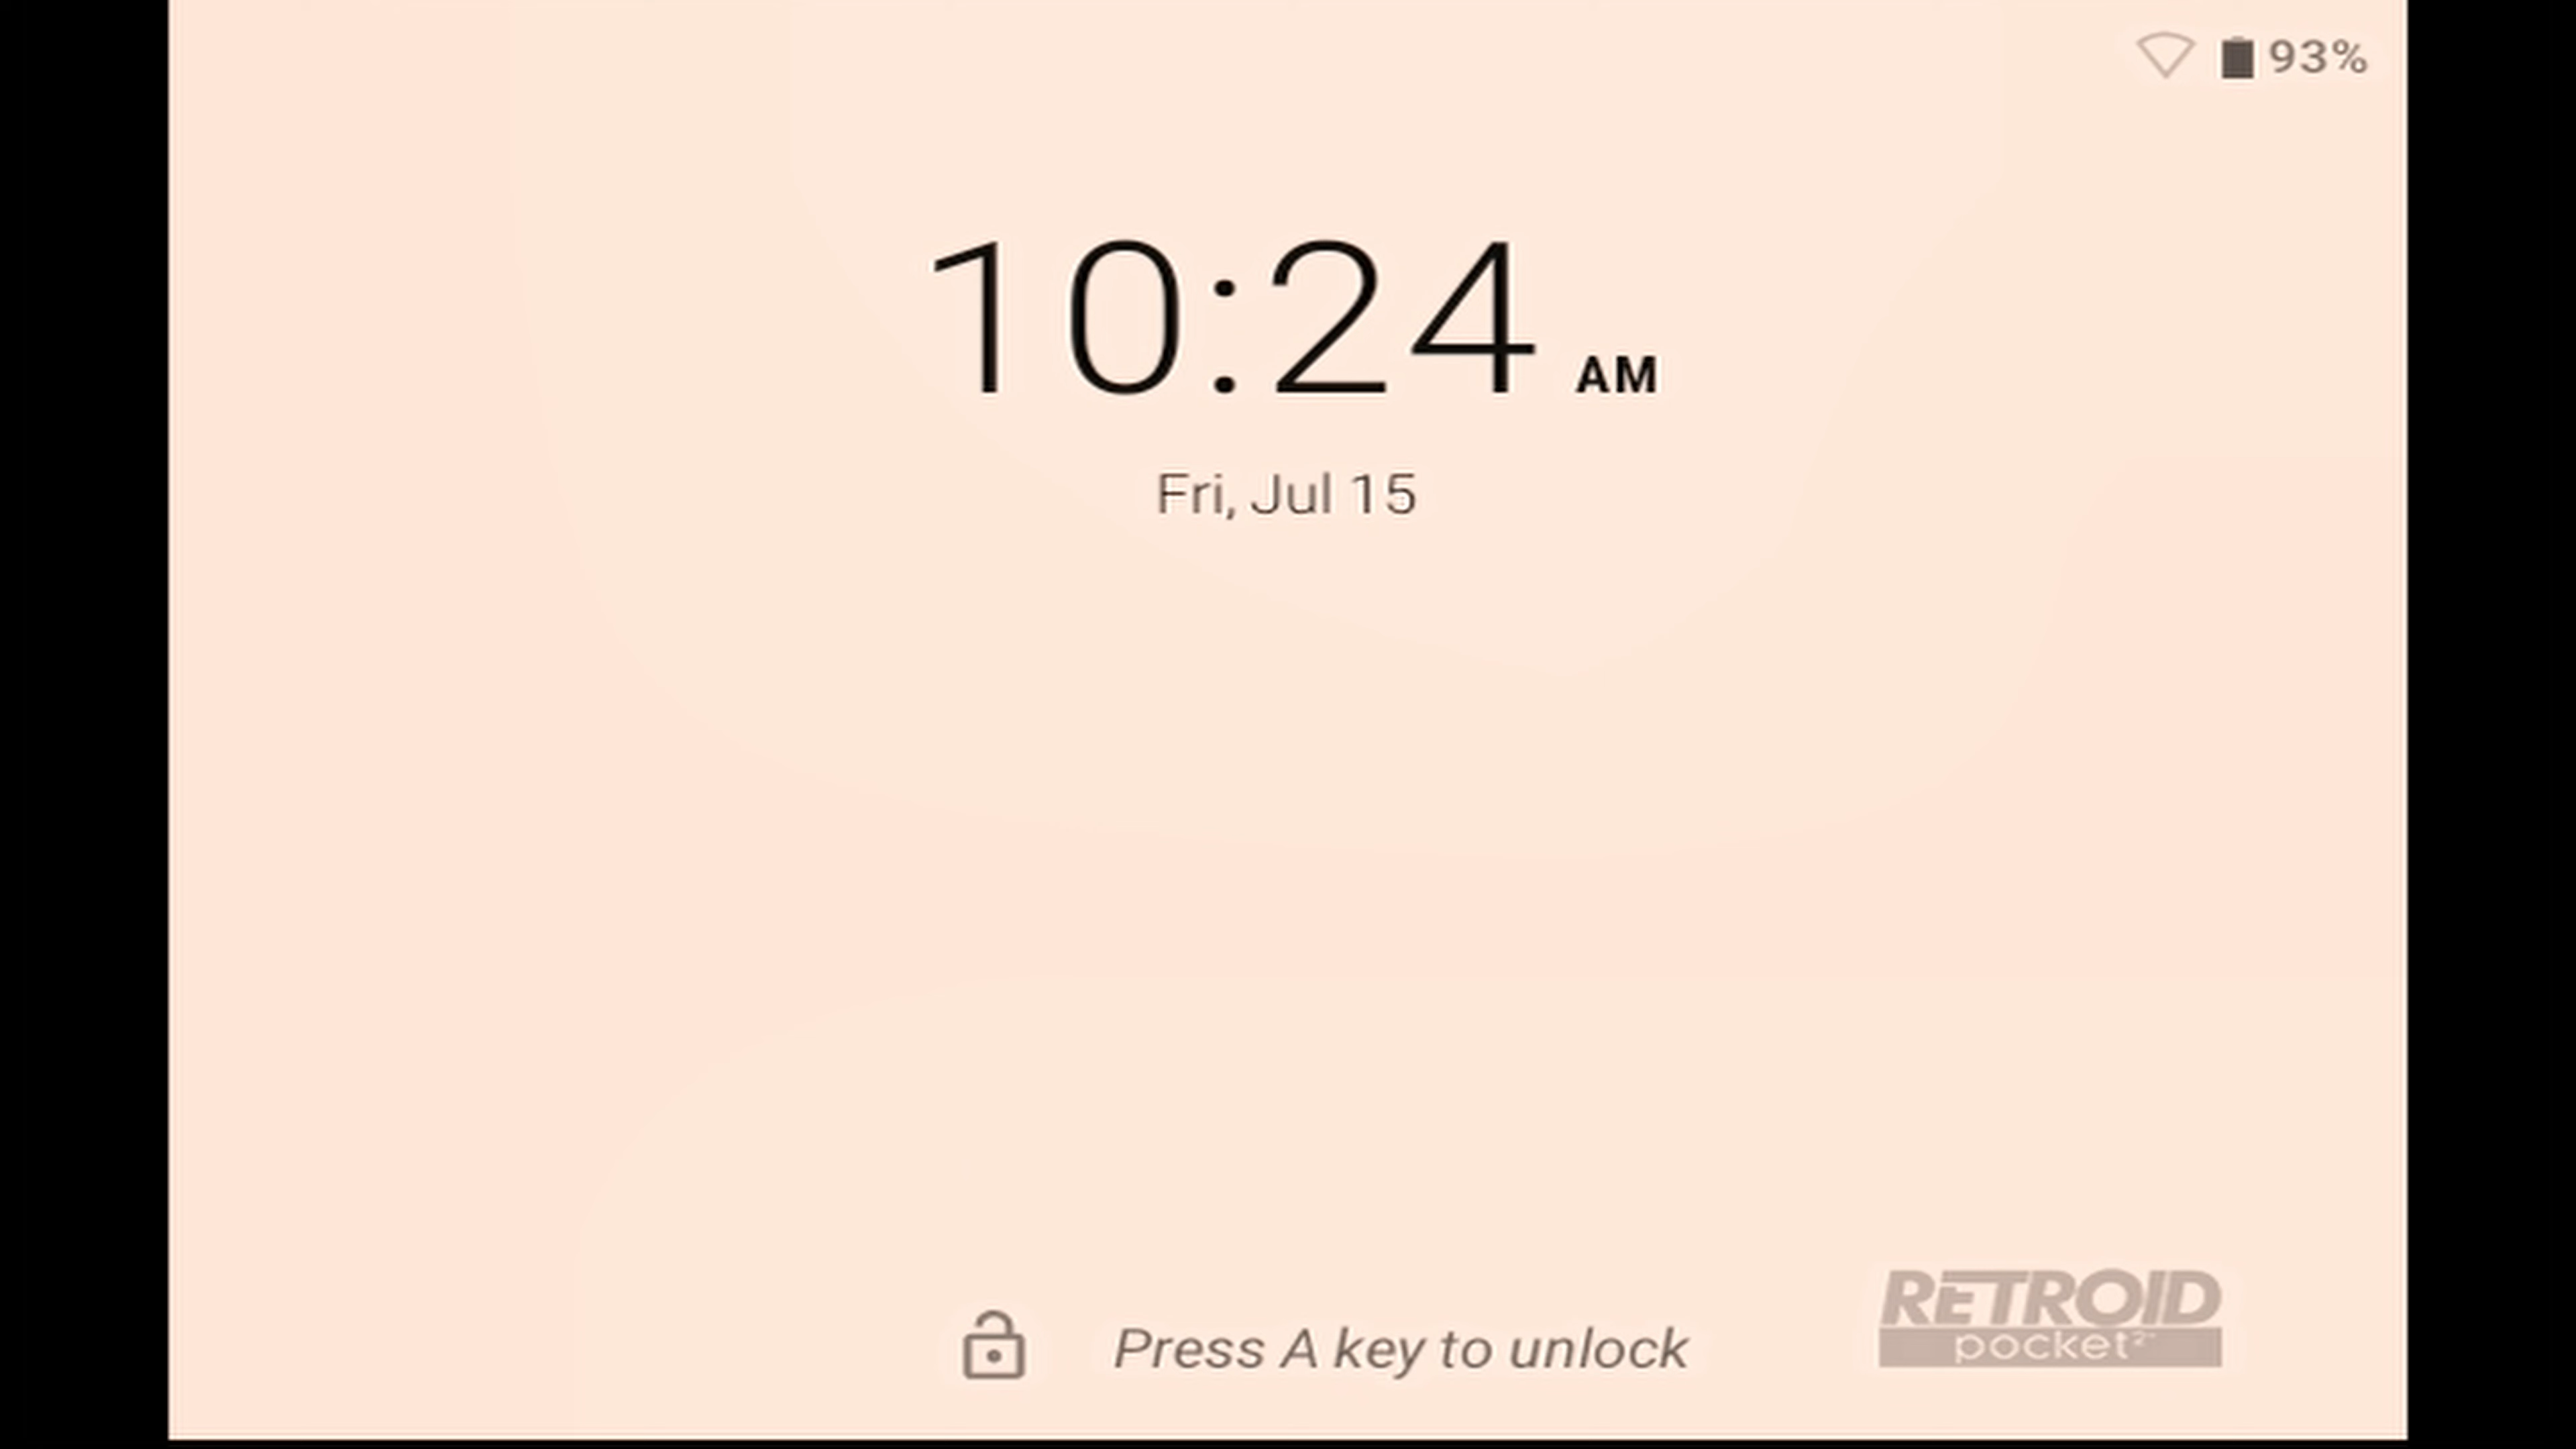 93%
10:24 AM
Fri, Jul 15
Press A key to unlock
RETROID
pocket²⁺